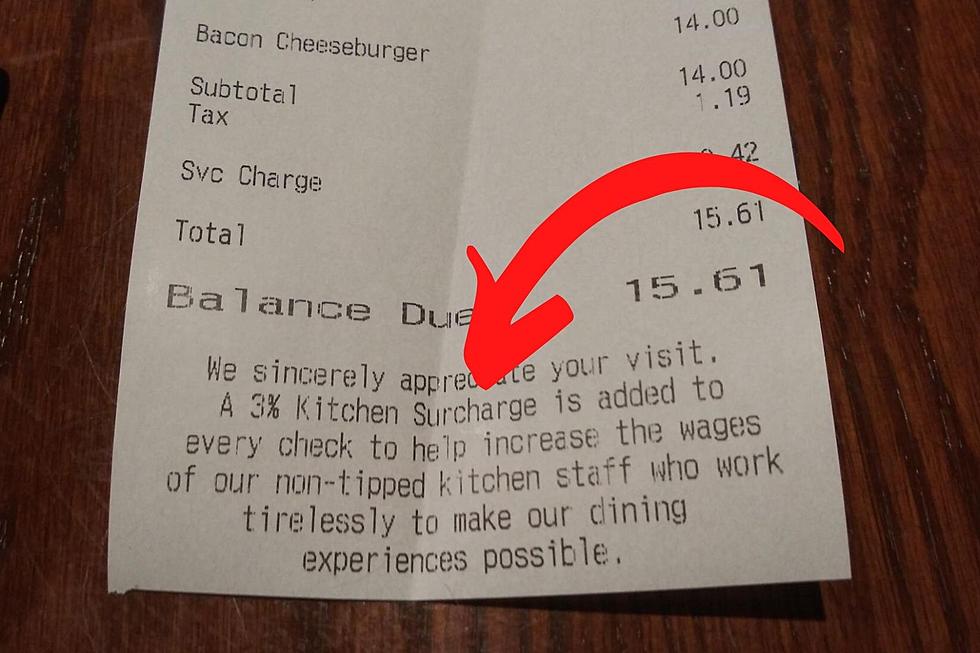 Bacon Cheeseburger 14.00
Subtotal 14.00
Tax 1.19
Svc Charge .42
Total 15.61
Balance Due 15.61
We sincerely appreciate your visit.
A 3% Kitchen Surcharge is added to
every check to help increase the wages
of our non-tipped kitchen staff who work
tirelessly to make our dining
experiences possible.